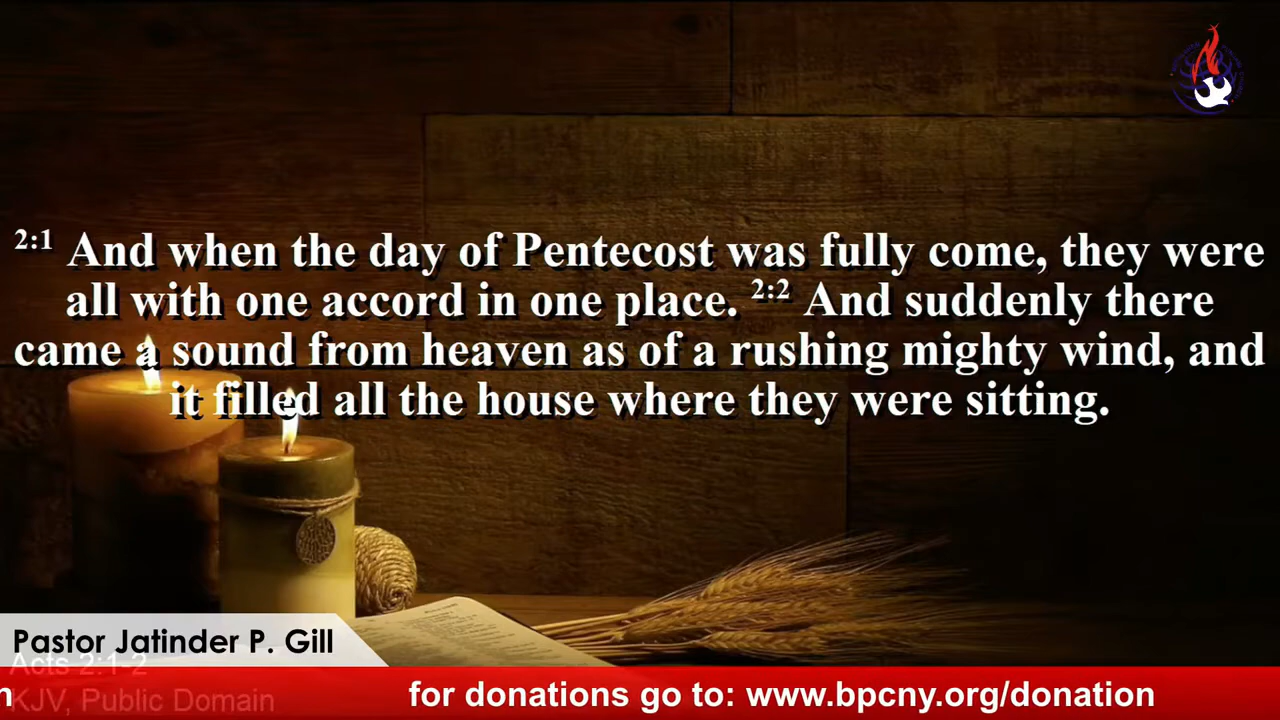 2:1 And when the day of Pentecost was fully come, they were
all with one accord in one place. 2:2 And suddenly there
came a sound from heaven as of a rushing mighty wind, and
it filled all the house where they were sitting.
Pastor Jatinder P. Gill
Acts 2:1-2
n for donations go to: www.bpcny.org/donation
KJV, Public Domain